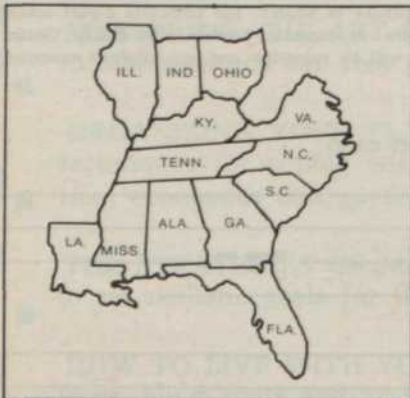 ILL. IND. OHIO
KY. VA.
TENN. N.C.
S.C.
LA. MISS. ALA. GA.
FLA.